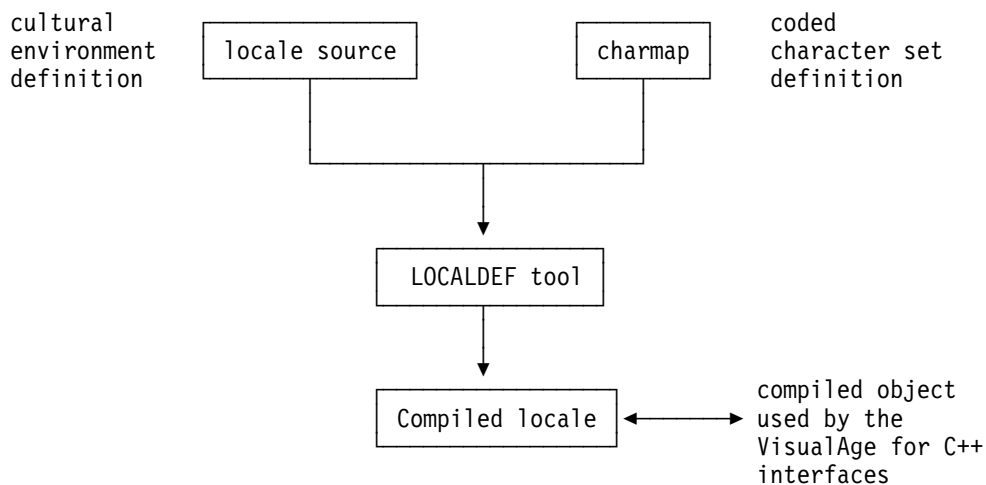 cultural
environment
definition
locale source
charmap
coded
character set
definition
LOCALDEF tool
Compiled locale
compiled object
used by the
VisualAge for C++
interfaces